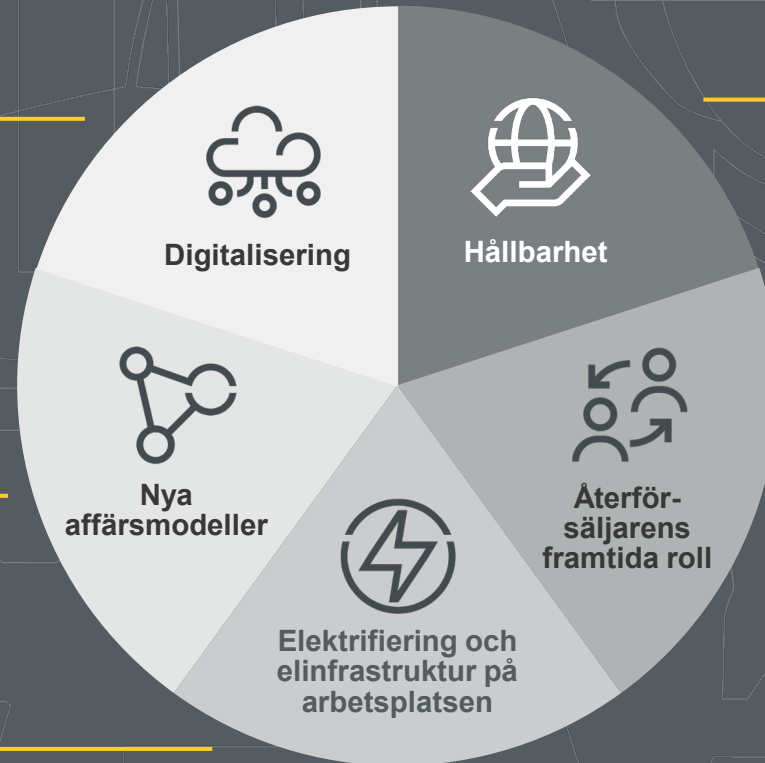 Digitalisering
Hållbarhet
Nya
affärsmodeller
Återför-
säljarens
framtida roll
Elektrifiering och
elinfrastruktur på
arbetsplatsen